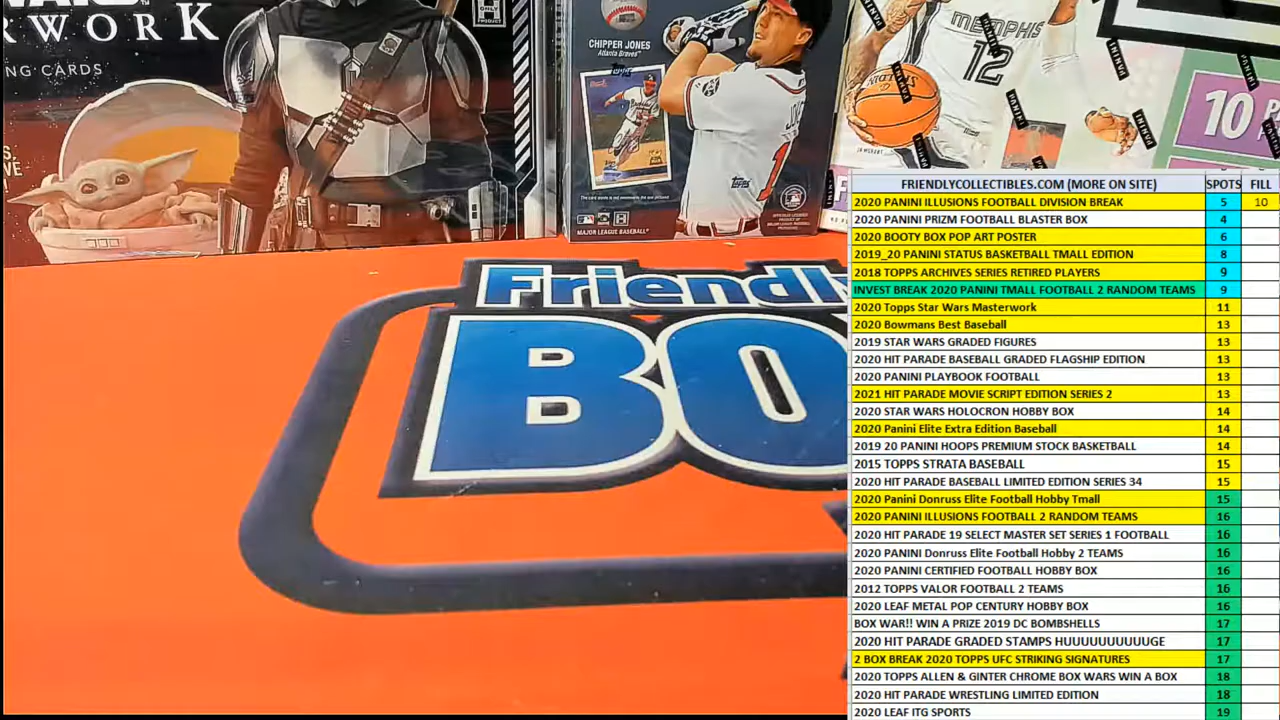 RWORK
NG CARDS
CHIPPER JONES
Atlanta Braves
Topps
MAJOR LEAGUE BASEBALL
MEMPHIS
12
SPALDING
PANINI
PANINI
PANINI
PANINI
10
Friendly
BO
FRIENDLYCOLLECTIBLES.COM (MORE ON SITE) SPOTS FILL
2020 PANINI ILLUSIONS FOOTBALL DIVISION BREAK 5 10
2020 PANINI PRIZM FOOTBALL BLASTER BOX 4
2020 BOOTY BOX POP ART POSTER 6
2019_20 PANINI STATUS BASKETBALL TMALL EDITION 8
2018 TOPPS ARCHIVES SERIES RETIRED PLAYERS 9
INVEST BREAK 2020 PANINI TMALL FOOTBALL 2 RANDOM TEAMS 9
2020 Topps Star Wars Masterwork 11
2020 Bowmans Best Baseball 13
2019 STAR WARS GRADED FIGURES 13
2020 HIT PARADE BASEBALL GRADED FLAGSHIP EDITION 13
2020 PANINI PLAYBOOK FOOTBALL 13
2021 HIT PARADE MOVIE SCRIPT EDITION SERIES 2 13
2020 STAR WARS HOLOCRON HOBBY BOX 14
2020 Panini Elite Extra Edition Baseball 14
2019 20 PANINI HOOPS PREMIUM STOCK BASKETBALL 14
2015 TOPPS STRATA BASEBALL 15
2020 HIT PARADE BASEBALL LIMITED EDITION SERIES 34 15
2020 Panini Donruss Elite Football Hobby Tmall 15
2020 PANINI ILLUSIONS FOOTBALL 2 RANDOM TEAMS 16
2020 HIT PARADE 19 SELECT MASTER SET SERIES 1 FOOTBALL 16
2020 PANINI Donruss Elite Football Hobby 2 TEAMS 16
2020 PANINI CERTIFIED FOOTBALL HOBBY BOX 16
2012 TOPPS VALOR FOOTBALL 2 TEAMS 16
2020 LEAF METAL POP CENTURY HOBBY BOX 16
BOX WAR!! WIN A PRIZE 2019 DC BOMBSHELLS 17
2020 HIT PARADE GRADED STAMPS HUUUUUUUUUUGE 17
2 BOX BREAK 2020 TOPPS UFC STRIKING SIGNATURES 17
2020 TOPPS ALLEN & GINTER CHROME BOX WARS WIN A BOX 18
2020 HIT PARADE WRESTLING LIMITED EDITION 18
2020 LEAF ITG SPORTS 19